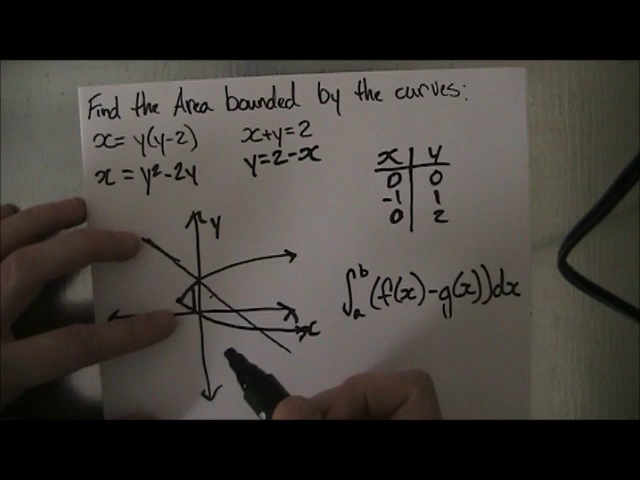 Find the Area bounded by the curves:
x = y(y-2)
x+y=2
x = y²-2y
y=2-x
x y
0 0
-1 1
0 2
y
x
∫ₐᵇ (f(x)-g(x))dx